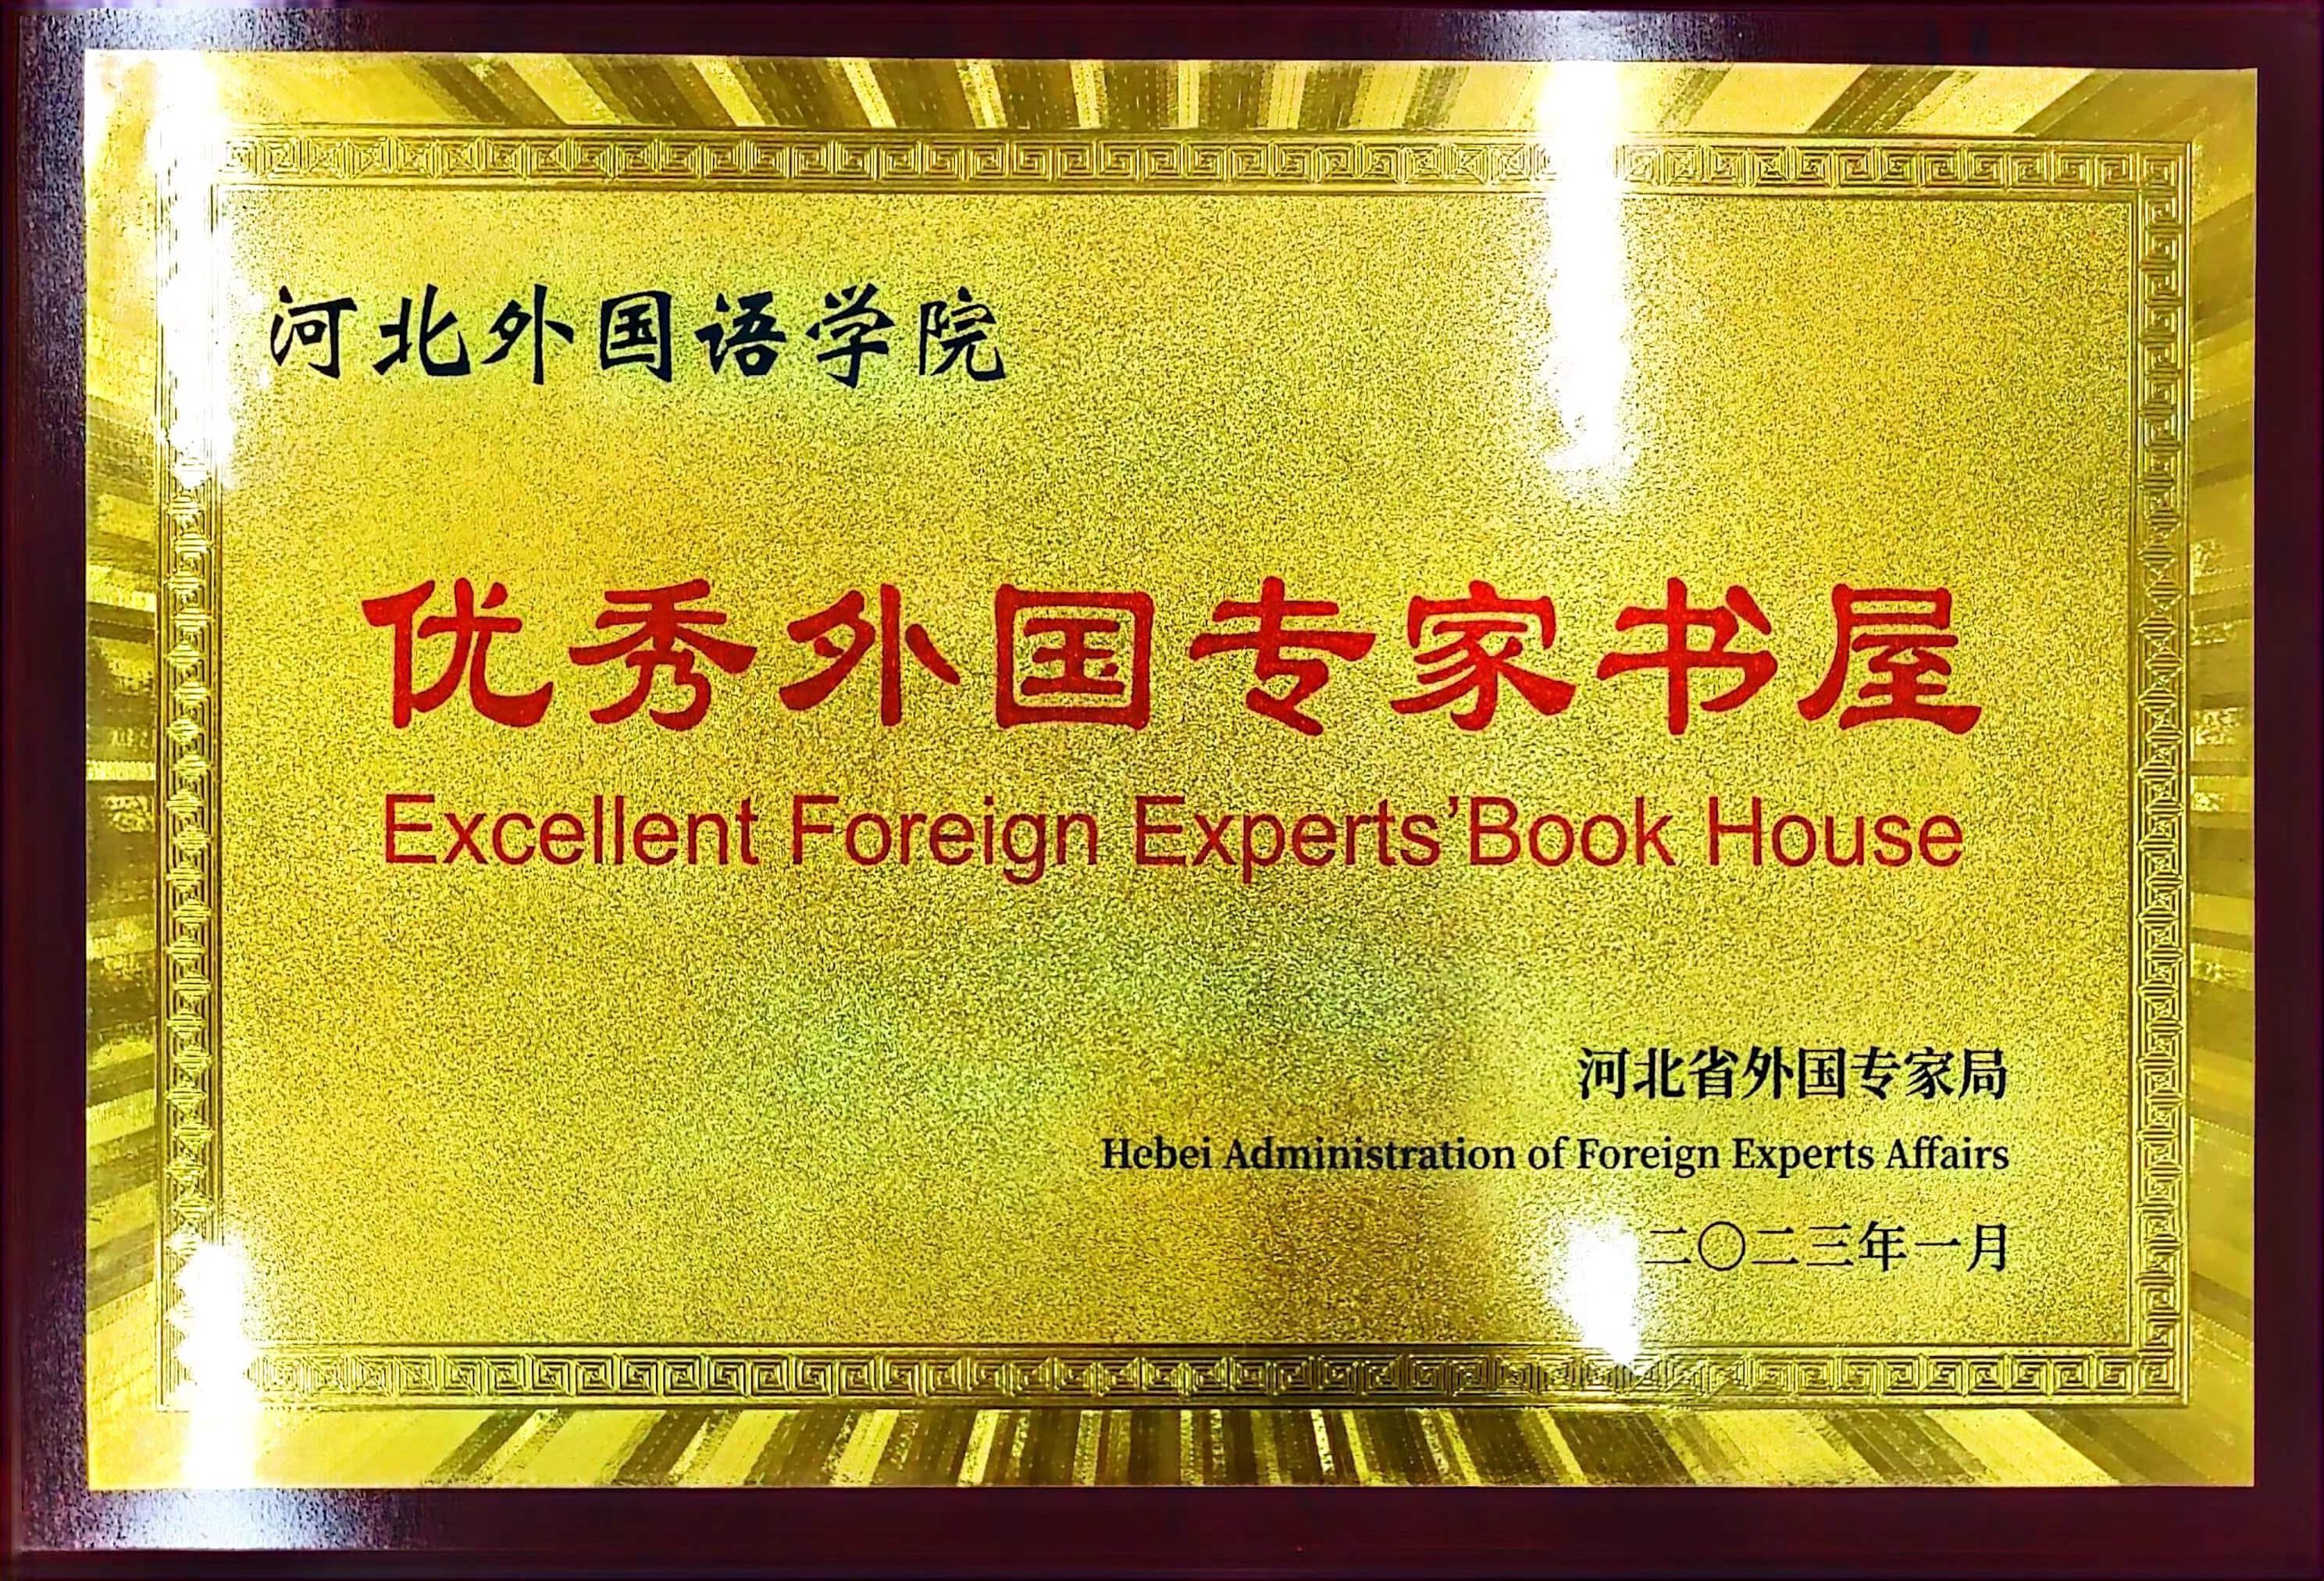 河北外国语学院
优秀外国专家书屋
Excellent Foreign Experts'Book House
河北省外国专家局
Hebei Administration of Foreign Experts Affairs
二〇二三年一月